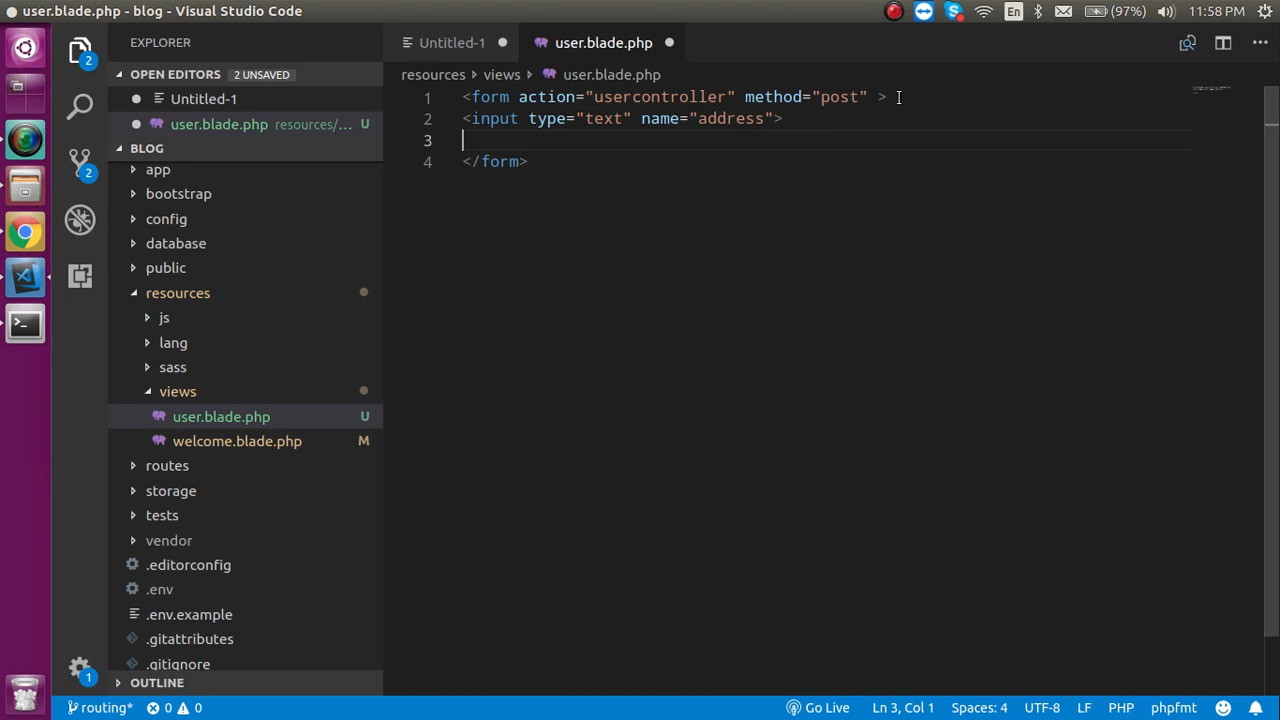 user.blade.php - blog - Visual Studio Code
En
(97%)
11:58 PM
EXPLORER
Untitled-1
user.blade.php
2
OPEN EDITORS 2 UNSAVED
resources › views › user.blade.php
Untitled-1
1 <form action="usercontroller" method="post" >
user.blade.php resources/... U
2 <input type="text" name="address">
BLOG
3
4 </form>
2
app
bootstrap
config
database
public
resources
js
lang
sass
views
user.blade.php U
welcome.blade.php M
routes
storage
tests
vendor
.editorconfig
.env
.env.example
.gitattributes
.gitignore
1
OUTLINE
routing* 0 0
Go Live Ln 3, Col 1 Spaces: 4 UTF-8 LF PHP phpfmt